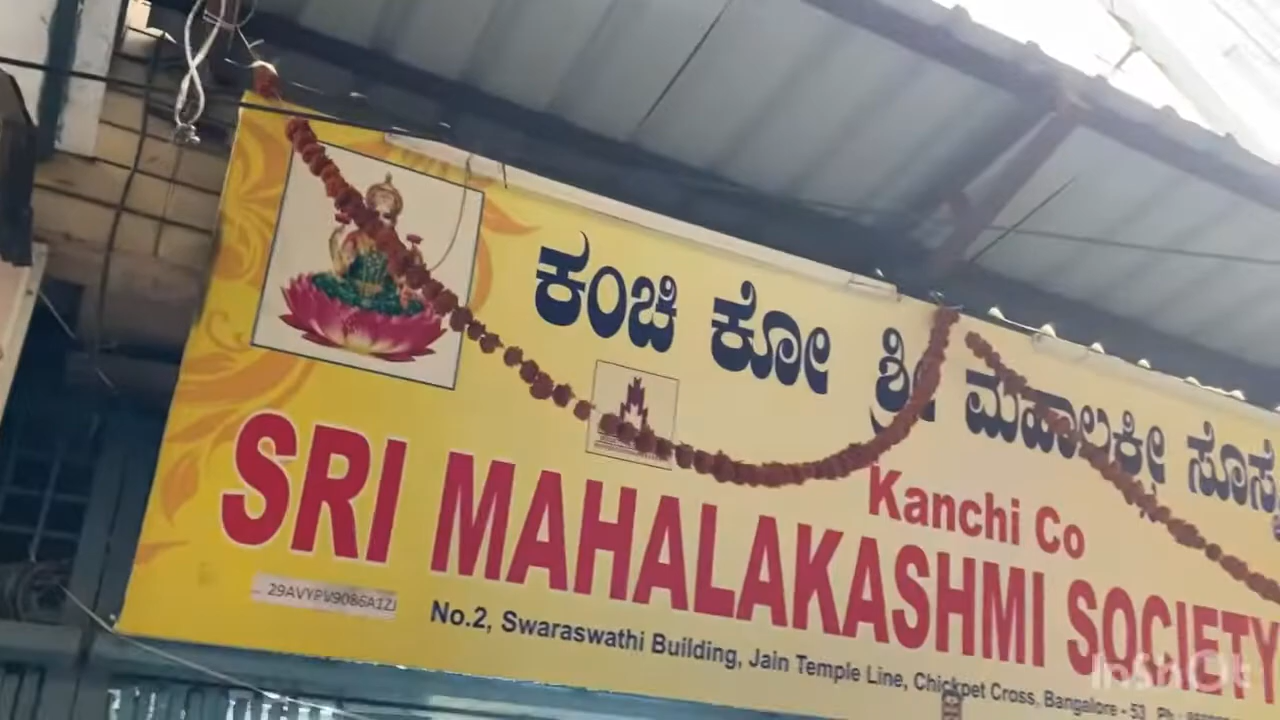 ಕಂಚಿ ಕೋ ಶ್ರೀ ಮಹಾಲಕ್ಷ್ಮೀ
Kanchi Co
SRI MAHALAKASHMI SOCIETY
29AVYPV9086A1ZJ
No.2, Swaraswathi Building, Jain Temple Line, Chickpet Cross, Bangalore - 53
InShot